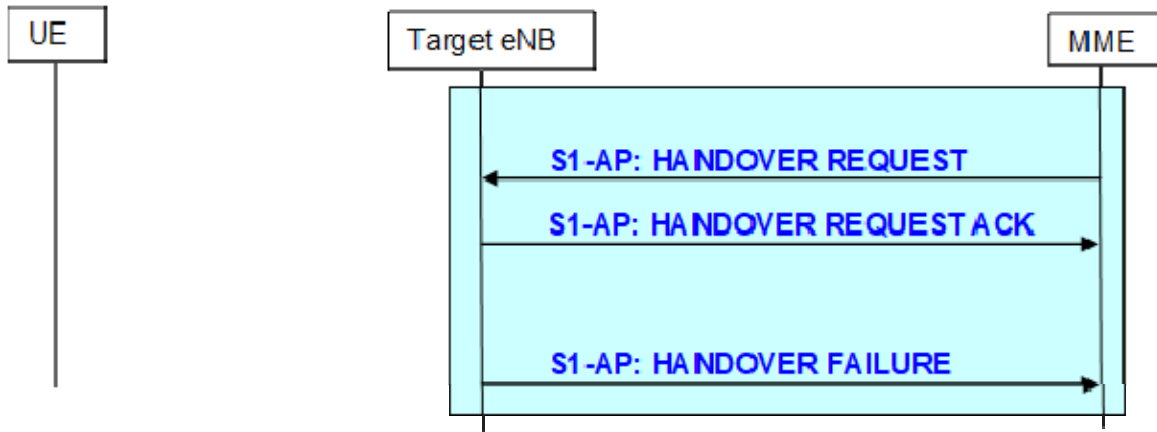 UE
Target eNB
MME
S1-AP: HANDOVER REQUEST
S1-AP: HANDOVER REQUEST ACK
S1-AP: HANDOVER FAILURE